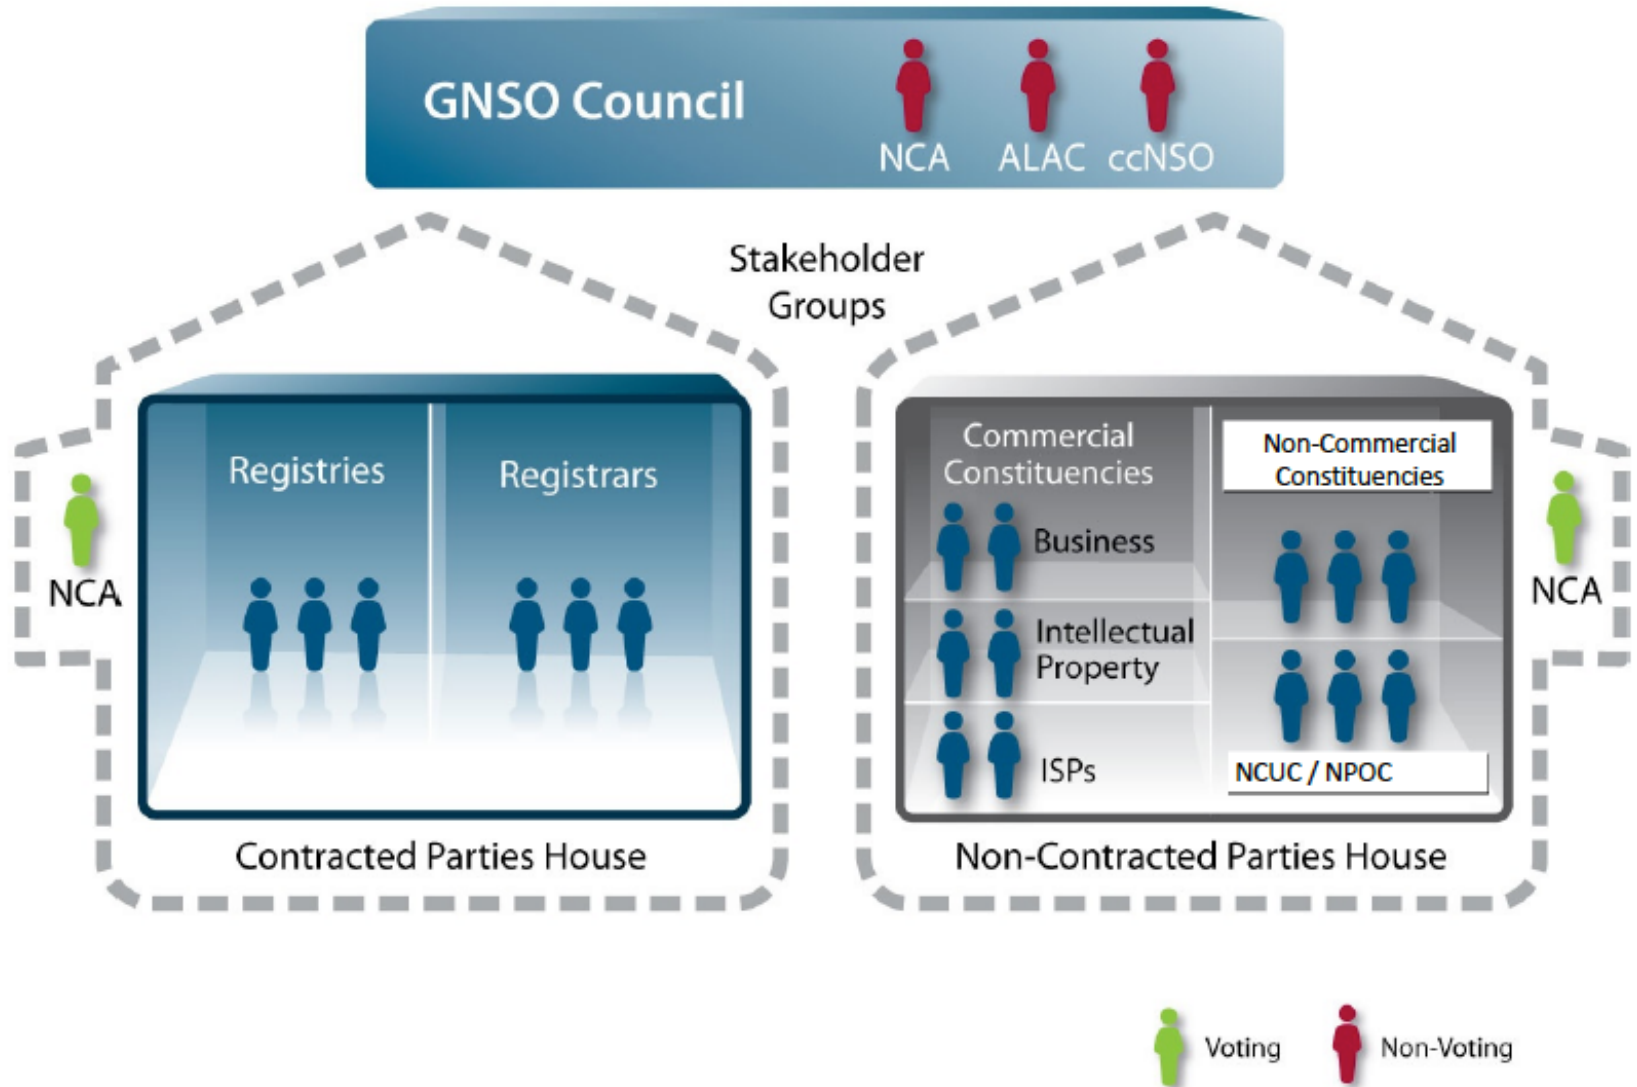 GNSO Council
NCA
ALAC
ccNSO
Stakeholder
Groups
NCA
Registries
Registrars
Contracted Parties House
Commercial
Constituencies
Business
Intellectual
Property
ISPs
Non-Commercial
Constituencies
NCUC / NPOC
NCA
Non-Contracted Parties House
Voting
Non-Voting